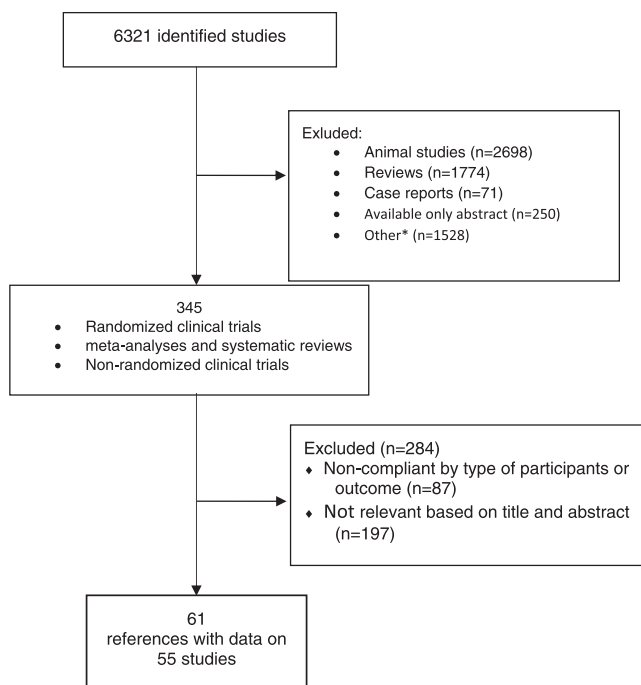 6321 identified studies
Exluded:
• Animal studies (n=2698)
• Reviews (n=1774)
• Case reports (n=71)
• Available only abstract (n=250)
• Other* (n=1528)
345
• Randomized clinical trials
• meta-analyses and systematic reviews
• Non-randomized clinical trials
Excluded (n=284)
♦ Non-compliant by type of participants or
outcome (n=87)
♦ Not relevant based on title and abstract
(n=197)
61
references with data on
55 studies